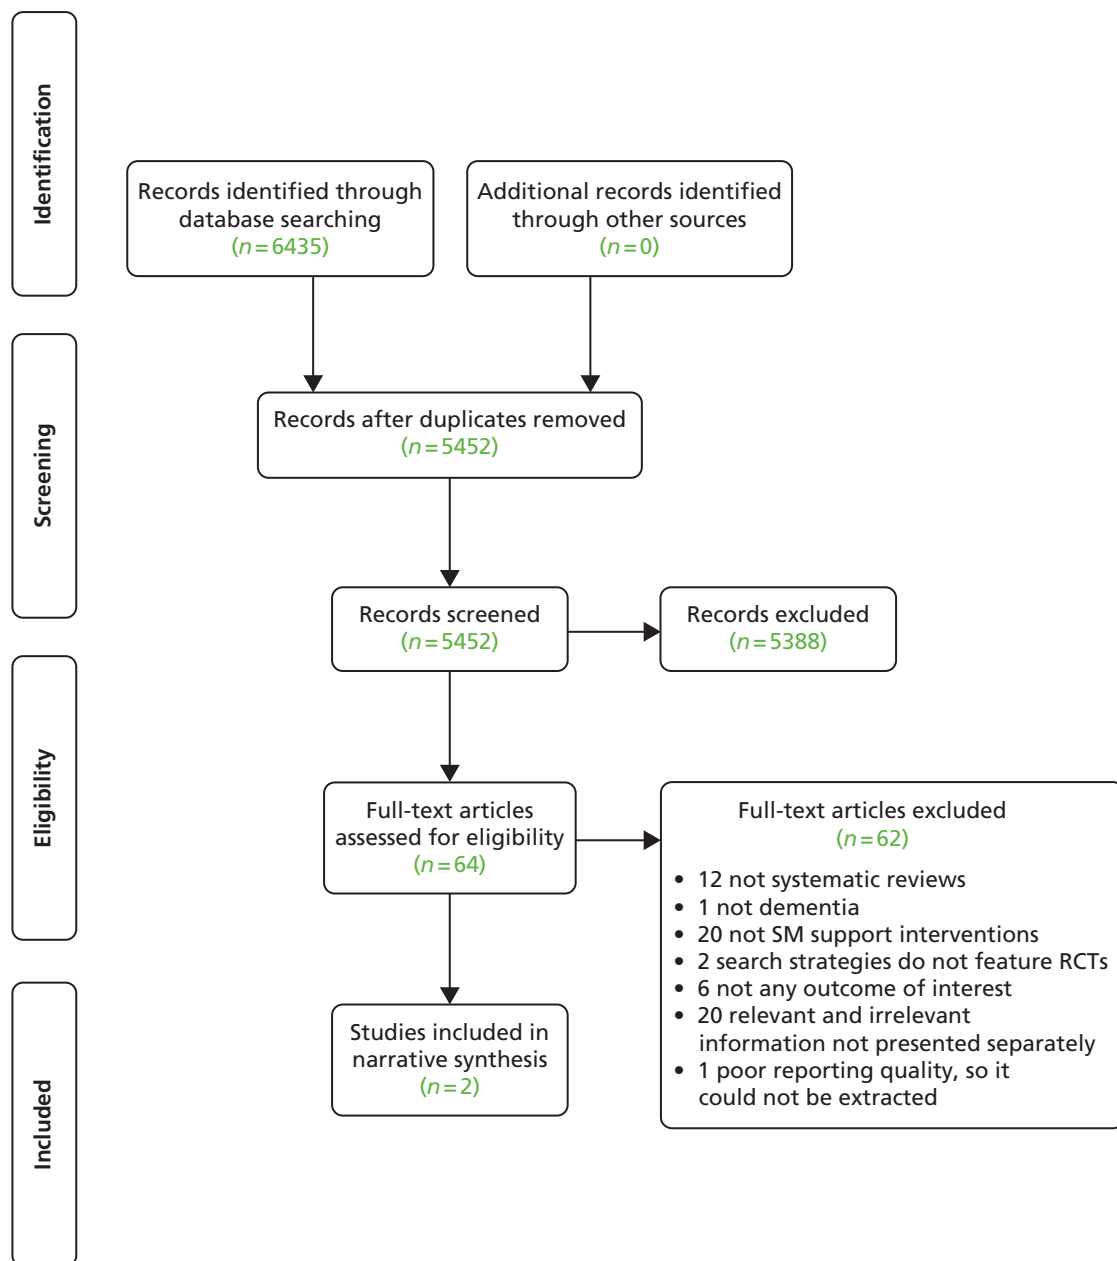 Identification
Records identified through
database searching
(n=6435)
Additional records identified
through other sources
(n=0)
Screening
Records after duplicates removed
(n=5452)
Records screened
(n=5452)
Records excluded
(n=5388)
Eligibility
Full-text articles
assessed for eligibility
(n=64)
Full-text articles excluded
(n=62)
• 12 not systematic reviews
• 1 not dementia
• 20 not SM support interventions
• 2 search strategies do not feature RCTs
• 6 not any outcome of interest
• 20 relevant and irrelevant
information not presented separately
• 1 poor reporting quality, so it
could not be extracted
Included
Studies included in
narrative synthesis
(n=2)